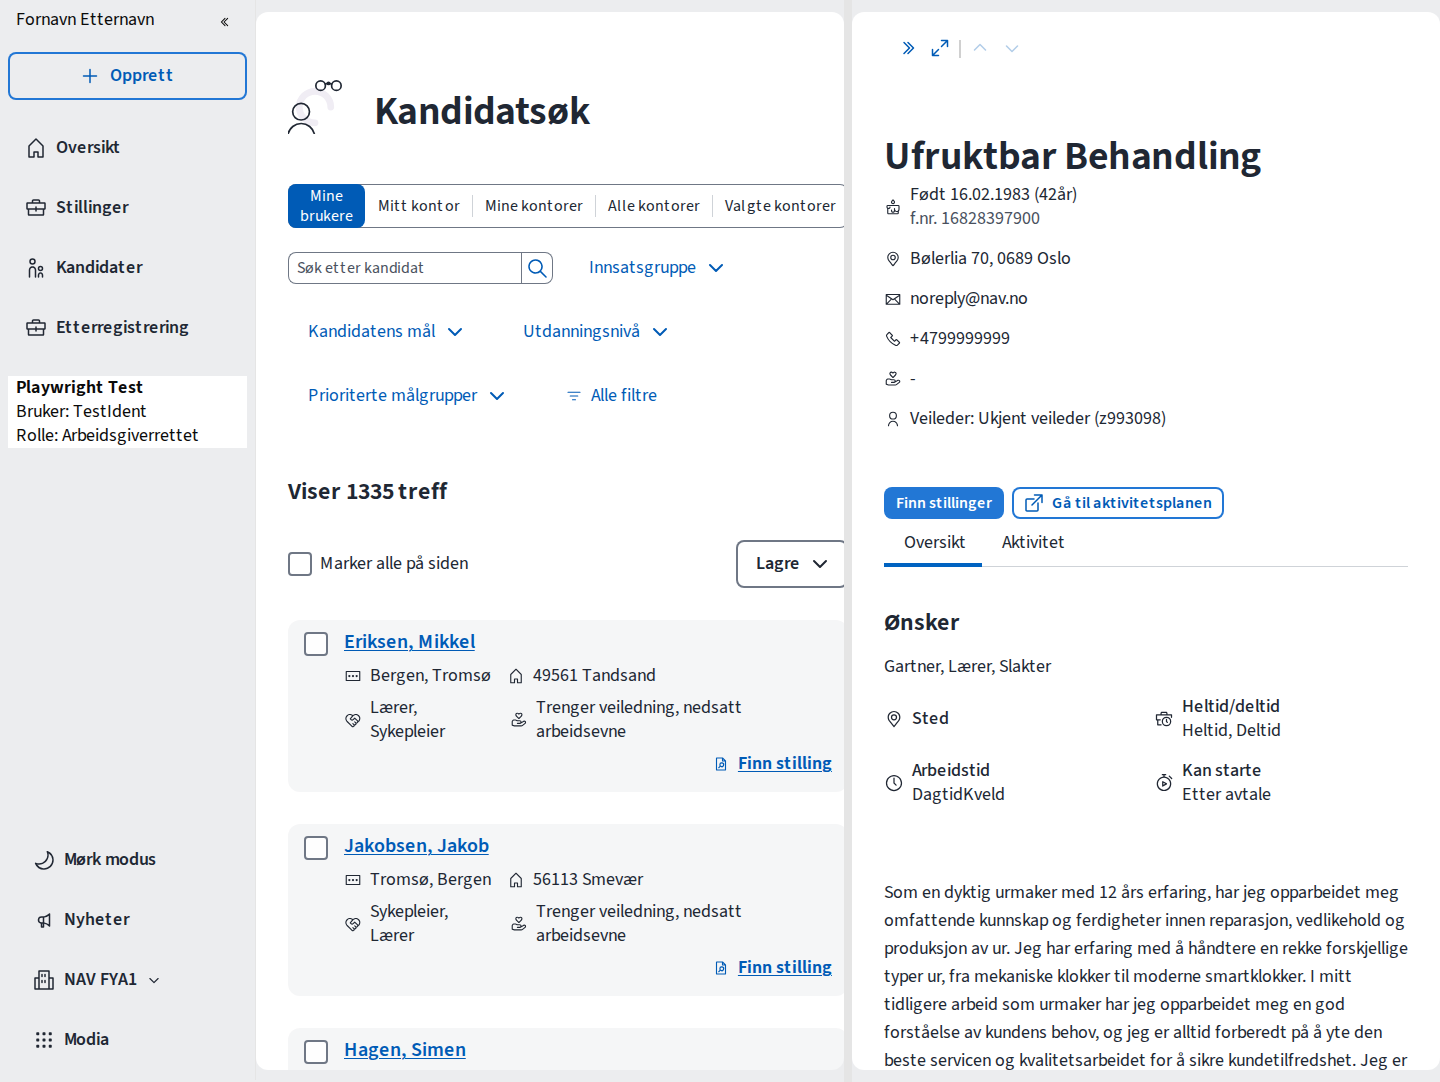 Fornavn Etternavn
Opprett
Oversikt
Stillinger
Kandidater
Etterregistrering
Playwright Test
Bruker: TestIdent
Rolle: Arbeidsgiverrettet
Mørk modus
Nyheter
NAV FYA1
Modia
Kandidatsøk
Mine brukere
Mitt kontor
Mine kontorer
Alle kontorer
Valgte kontorer
Søk etter kandidat
Innsatsgruppe
Kandidatens mål
Utdanningsnivå
Prioriterte målgrupper
Alle filtre
Viser 1335 treff
Marker alle på siden
Lagre
Eriksen, Mikkel
Bergen, Tromsø
49561 Tandsand
Lærer, Sykepleier
Trenger veiledning, nedsatt arbeidsevne
Finn stilling
Jakobsen, Jakob
Tromsø, Bergen
56113 Smevær
Sykepleier, Lærer
Trenger veiledning, nedsatt arbeidsevne
Finn stilling
Hagen, Simen
Ufruktbar Behandling
Født 16.02.1983 (42år)
f.nr. 16828397900
Bølerlia 70, 0689 Oslo
noreply@nav.no
+4799999999
-
Veileder: Ukjent veileder (z993098)
Finn stillinger
Gå til aktivitetsplanen
Oversikt
Aktivitet
Ønsker
Gartner, Lærer, Slakter
Sted
Heltid/deltid
Heltid, Deltid
Arbeidstid
DagtidKveld
Kan starte
Etter avtale
Som en dyktig urmaker med 12 års erfaring, har jeg opparbeidet meg
omfattende kunnskap og ferdigheter innen reparasjon, vedlikehold og
produksjon av ur. Jeg har erfaring med å håndtere en rekke forskjellige
typer ur, fra mekaniske klokker til moderne smartklokker. I mitt
tidligere arbeid som urmaker har jeg opparbeidet meg en god
forståelse av kundens behov, og jeg er alltid forberedt på å yte den
beste servicen og kvalitetsarbeidet for å sikre kundetilfredshet. Jeg er